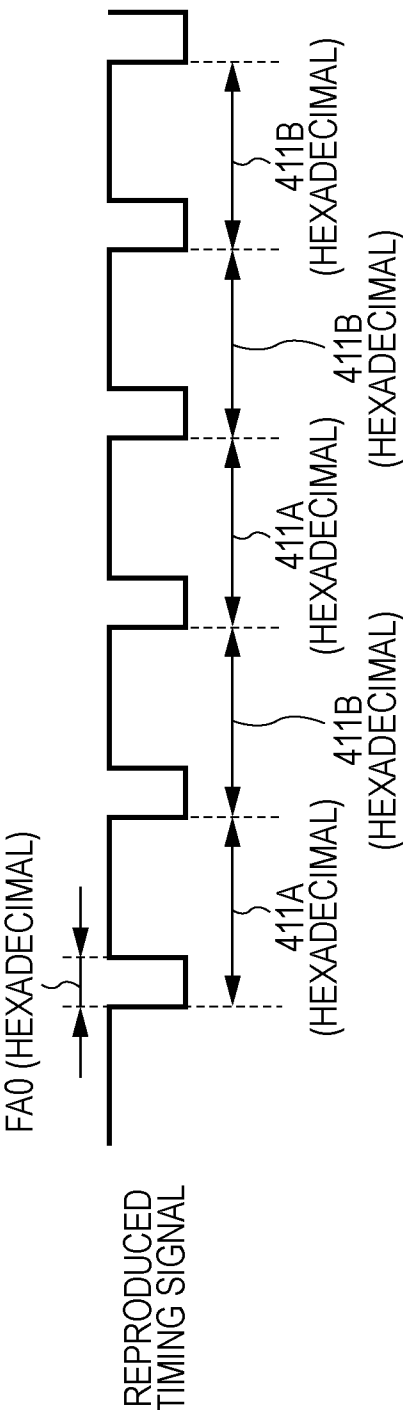 FA0 (HEXADECIMAL)
REPRODUCED
TIMING SIGNAL
411A
(HEXADECIMAL)
411B
(HEXADECIMAL)
411A
(HEXADECIMAL)
411B
(HEXADECIMAL)
411B
(HEXADECIMAL)